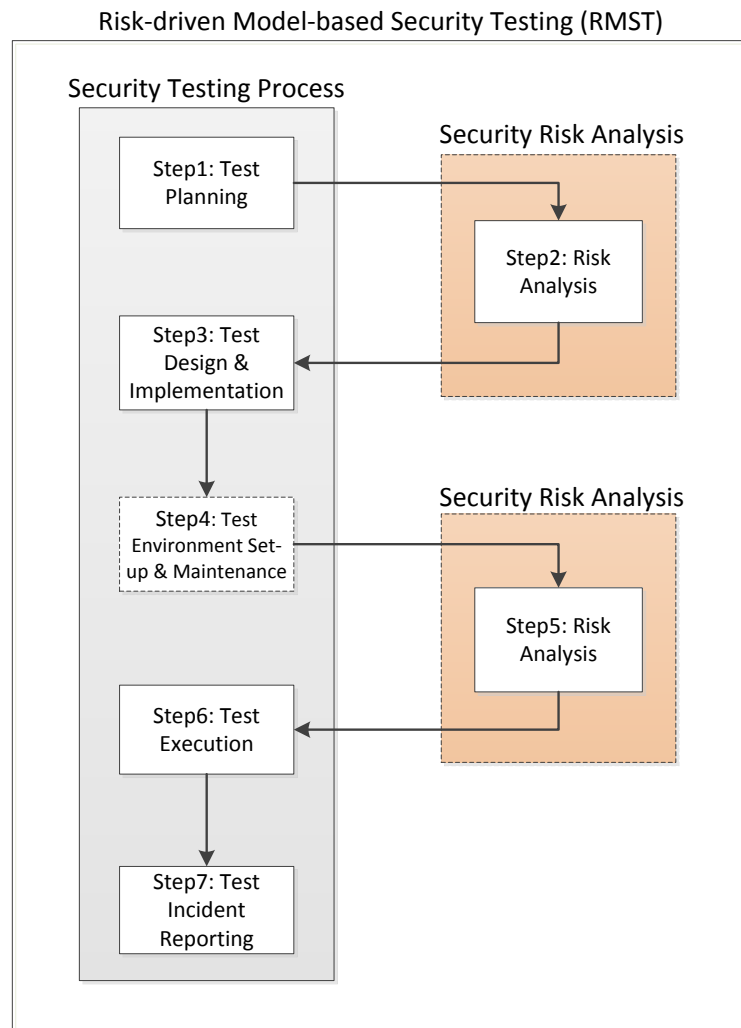 Risk-driven Model-based Security Testing (RMST)
Security Testing Process
Step1: Test
Planning
Security Risk Analysis
Step2: Risk
Analysis
Step3: Test
Design &
Implementation
Step4: Test
Environment Set-
up & Maintenance
Security Risk Analysis
Step5: Risk
Analysis
Step6: Test
Execution
Step7: Test
Incident
Reporting